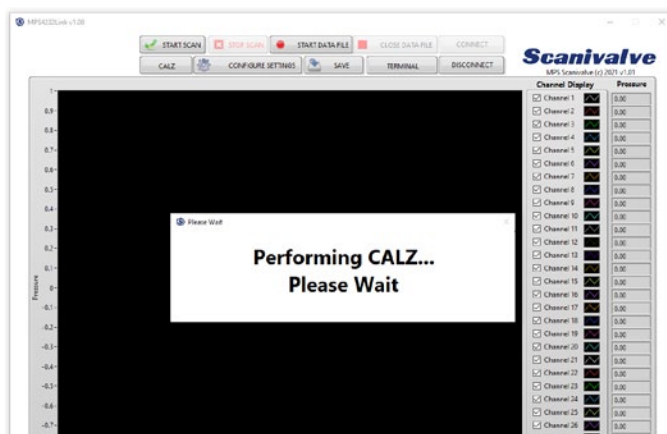 MPS4232Link v1.00
START SCAN
STOP SCAN
START DATA FILE
CLOSE DATA FILE
CONNECT
CALZ
CONFIGURE SETTINGS
SAVE
TERMINAL
DISCONNECT
Scanivalve
MPS Scanivalve (c) 2021 v1.01
Channel Display
Pressure
Channel 1 0.00
Channel 2 0.00
Channel 3 0.00
Channel 4 0.00
Channel 5 0.00
Channel 6 0.00
Channel 7 0.00
Channel 8 0.00
Channel 9 0.00
Channel 10 0.00
Channel 11 0.00
Channel 12 0.00
Channel 13 0.00
Channel 14 0.00
Channel 15 0.00
Channel 16 0.00
Channel 17 0.00
Channel 18 0.00
Channel 19 0.00
Channel 20 0.00
Channel 21 0.00
Channel 22 0.00
Channel 23 0.00
Channel 24 0.00
Channel 25 0.00
Channel 26 0.00
Pressure
1
0.9
0.8
0.7
0.6
0.5
0.4
0.3
0.2
0.1
0
-0.1
-0.2
-0.3
-0.4
-0.5
-0.6
-0.7
Please Wait
Performing CALZ...
Please Wait